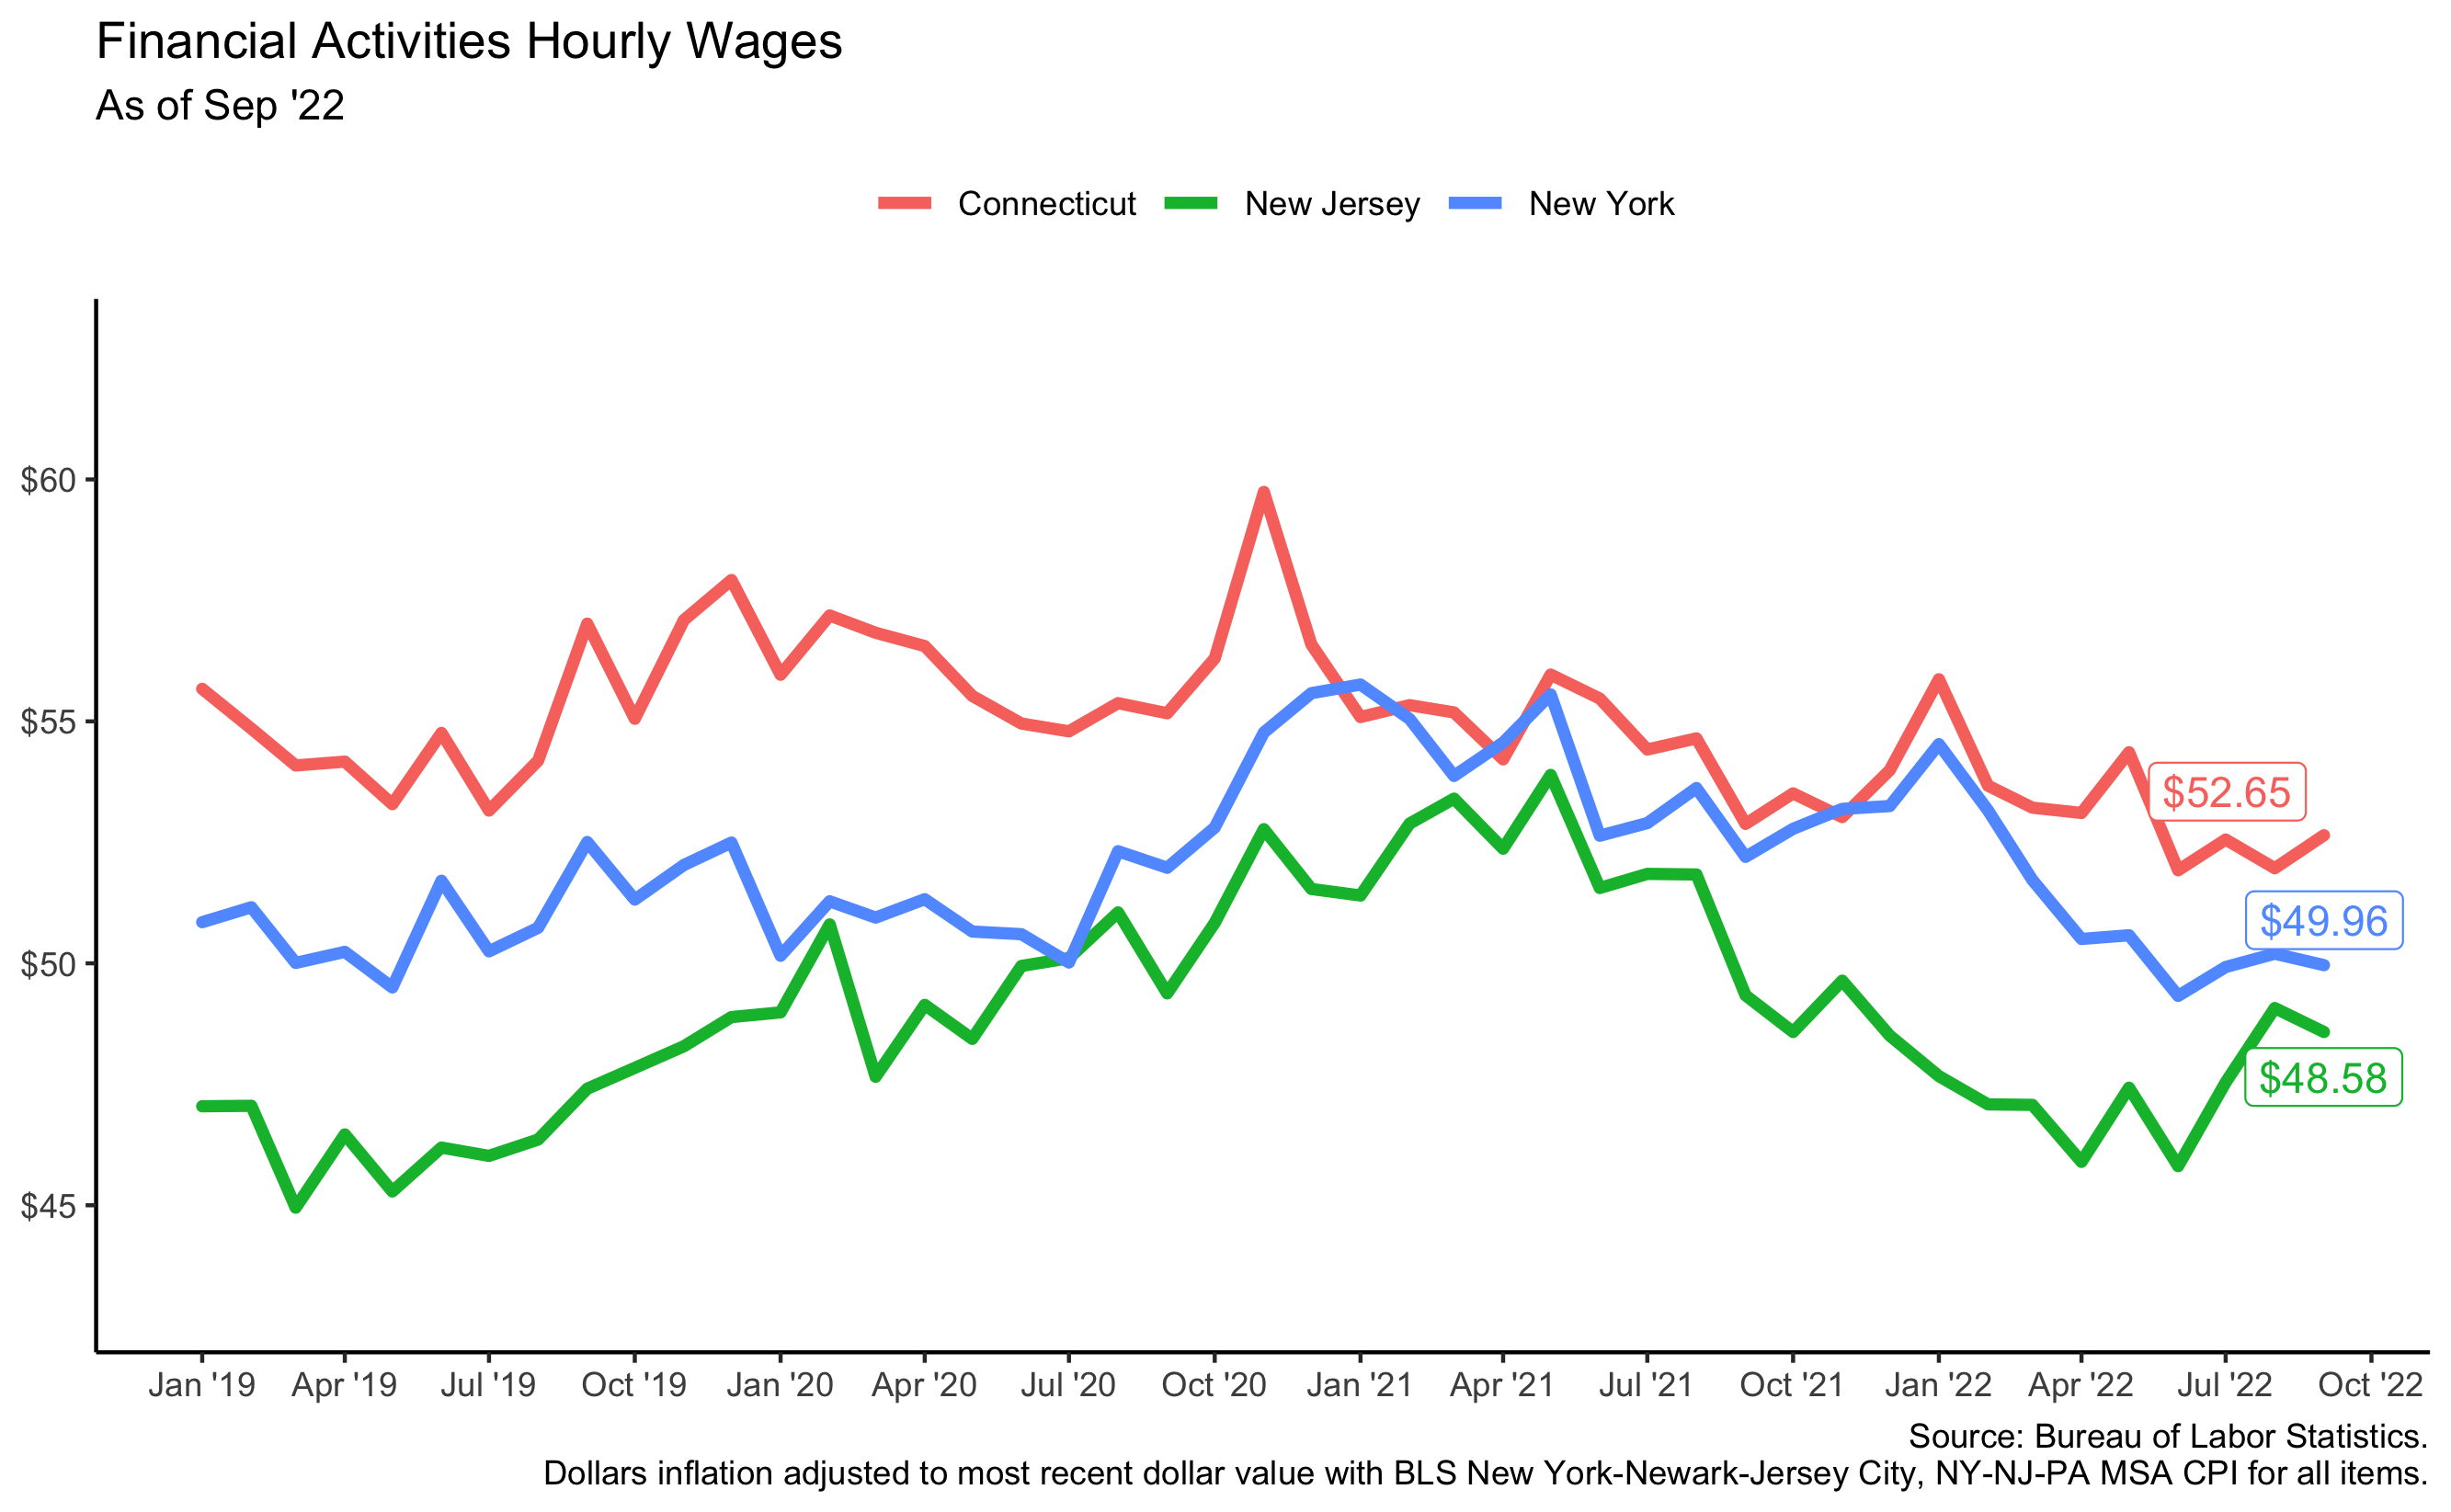 Financial Activities Hourly Wages
As of Sep '22
Connecticut New Jersey New York
$60
$55
$50
$45
$52.65
$49.96
$48.58
Jan '19 Apr '19 Jul '19 Oct '19 Jan '20 Apr '20 Jul '20 Oct '20 Jan '21 Apr '21 Jul '21 Oct '21 Jan '22 Apr '22 Jul '22 Oct '22
Source: Bureau of Labor Statistics.
Dollars inflation adjusted to most recent dollar value with BLS New York-Newark-Jersey City, NY-NJ-PA MSA CPI for all items.